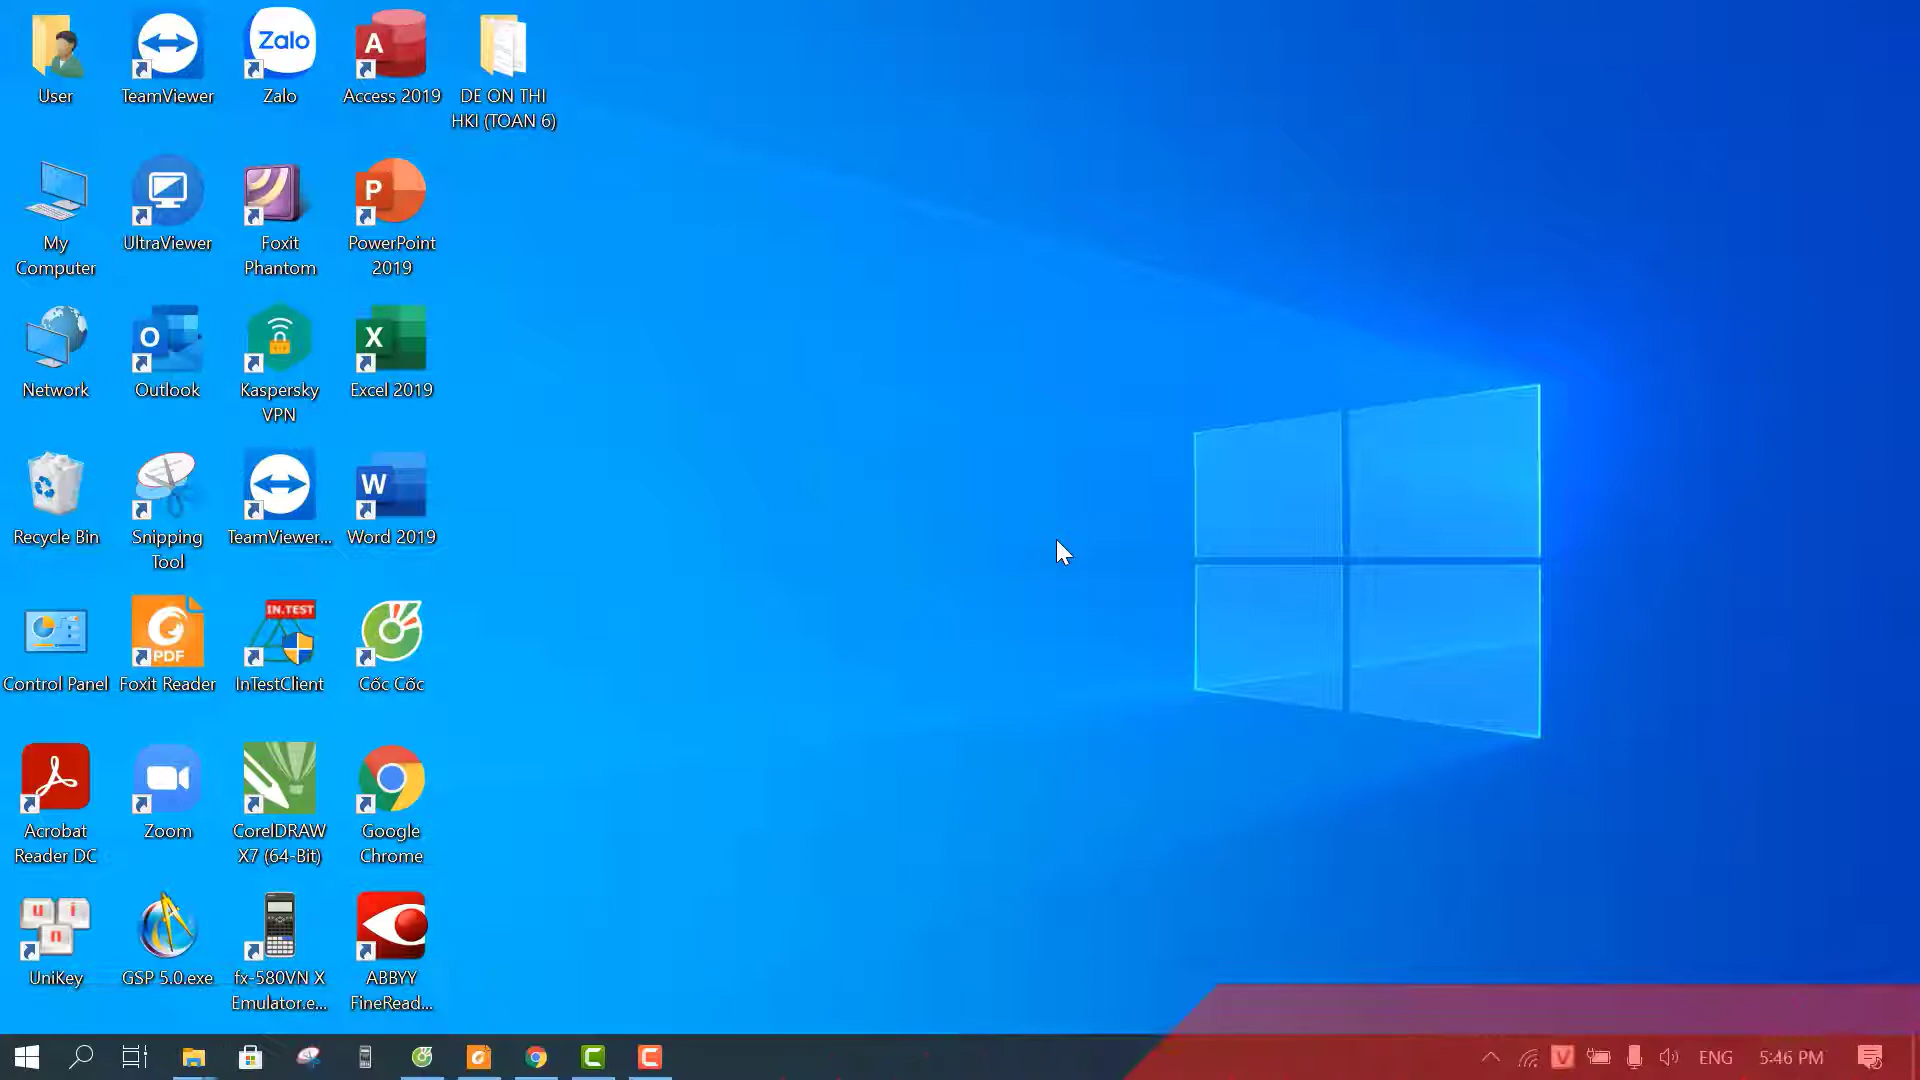 User
TeamViewer
Zalo
Zalo
A
Access 2019
DE ON THI
HKI (TOAN 6)
My
Computer
UltraViewer
Foxit
Phantom
P
PowerPoint
2019
Network
O
Outlook
Kaspersky
VPN
X
Excel 2019
Recycle Bin
Snipping
Tool
TeamViewer...
W
Word 2019
Control Panel
PDF
Foxit Reader
IN.TEST
InTestClient
Cốc Cốc
Acrobat
Reader DC
Zoom
CorelDRAW
X7 (64-Bit)
Google
Chrome
u i
n
UniKey
GSP 5.0.exe
fx-580VN X
Emulator.e...
ABBYY
FineRead...
V
ENG
5:46 PM